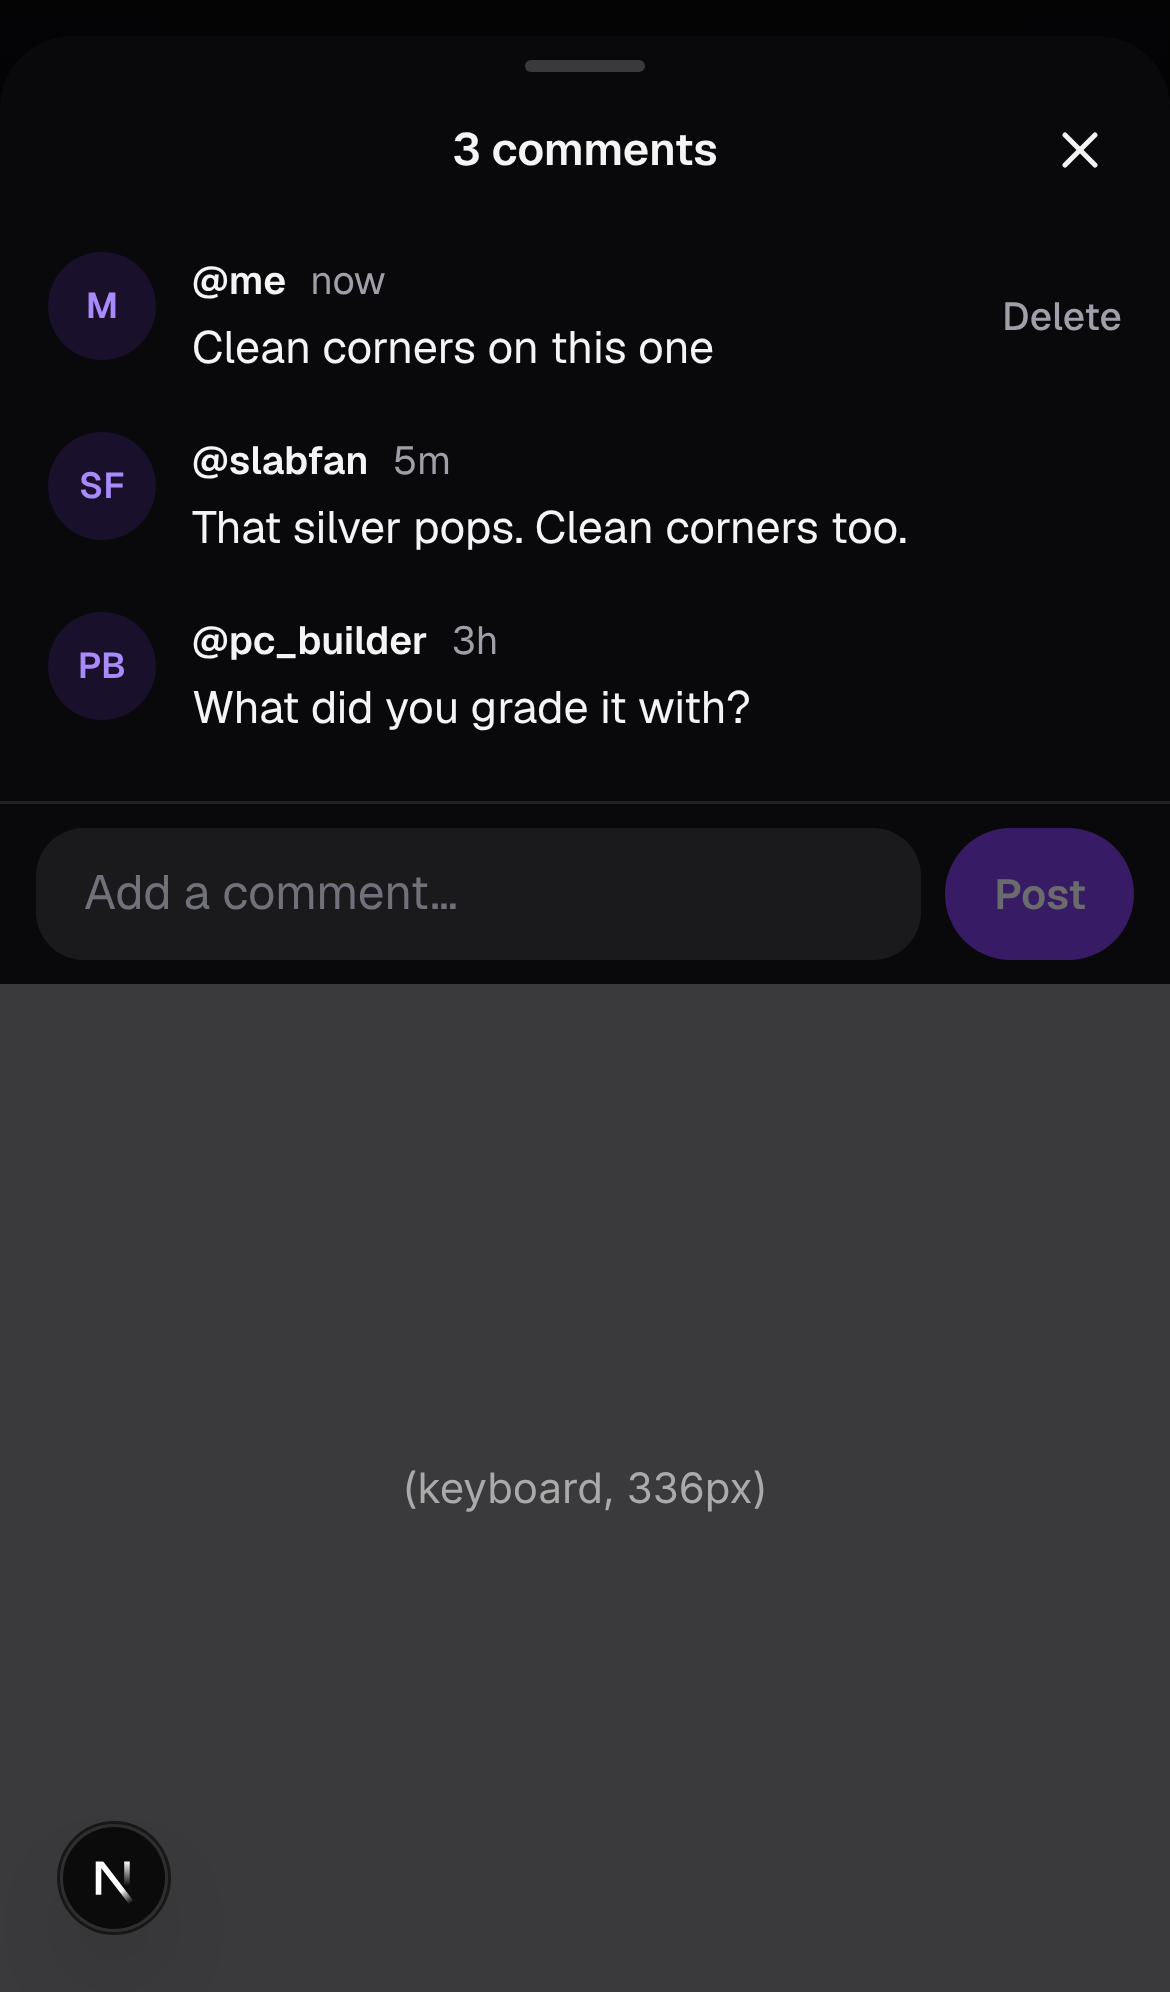 3 comments
M
@me now
Clean corners on this one
Delete
SF
@slabfan 5m
That silver pops. Clean corners too.
PB
@pc_builder 3h
What did you grade it with?
Add a comment…
Post
(keyboard, 336px)
N